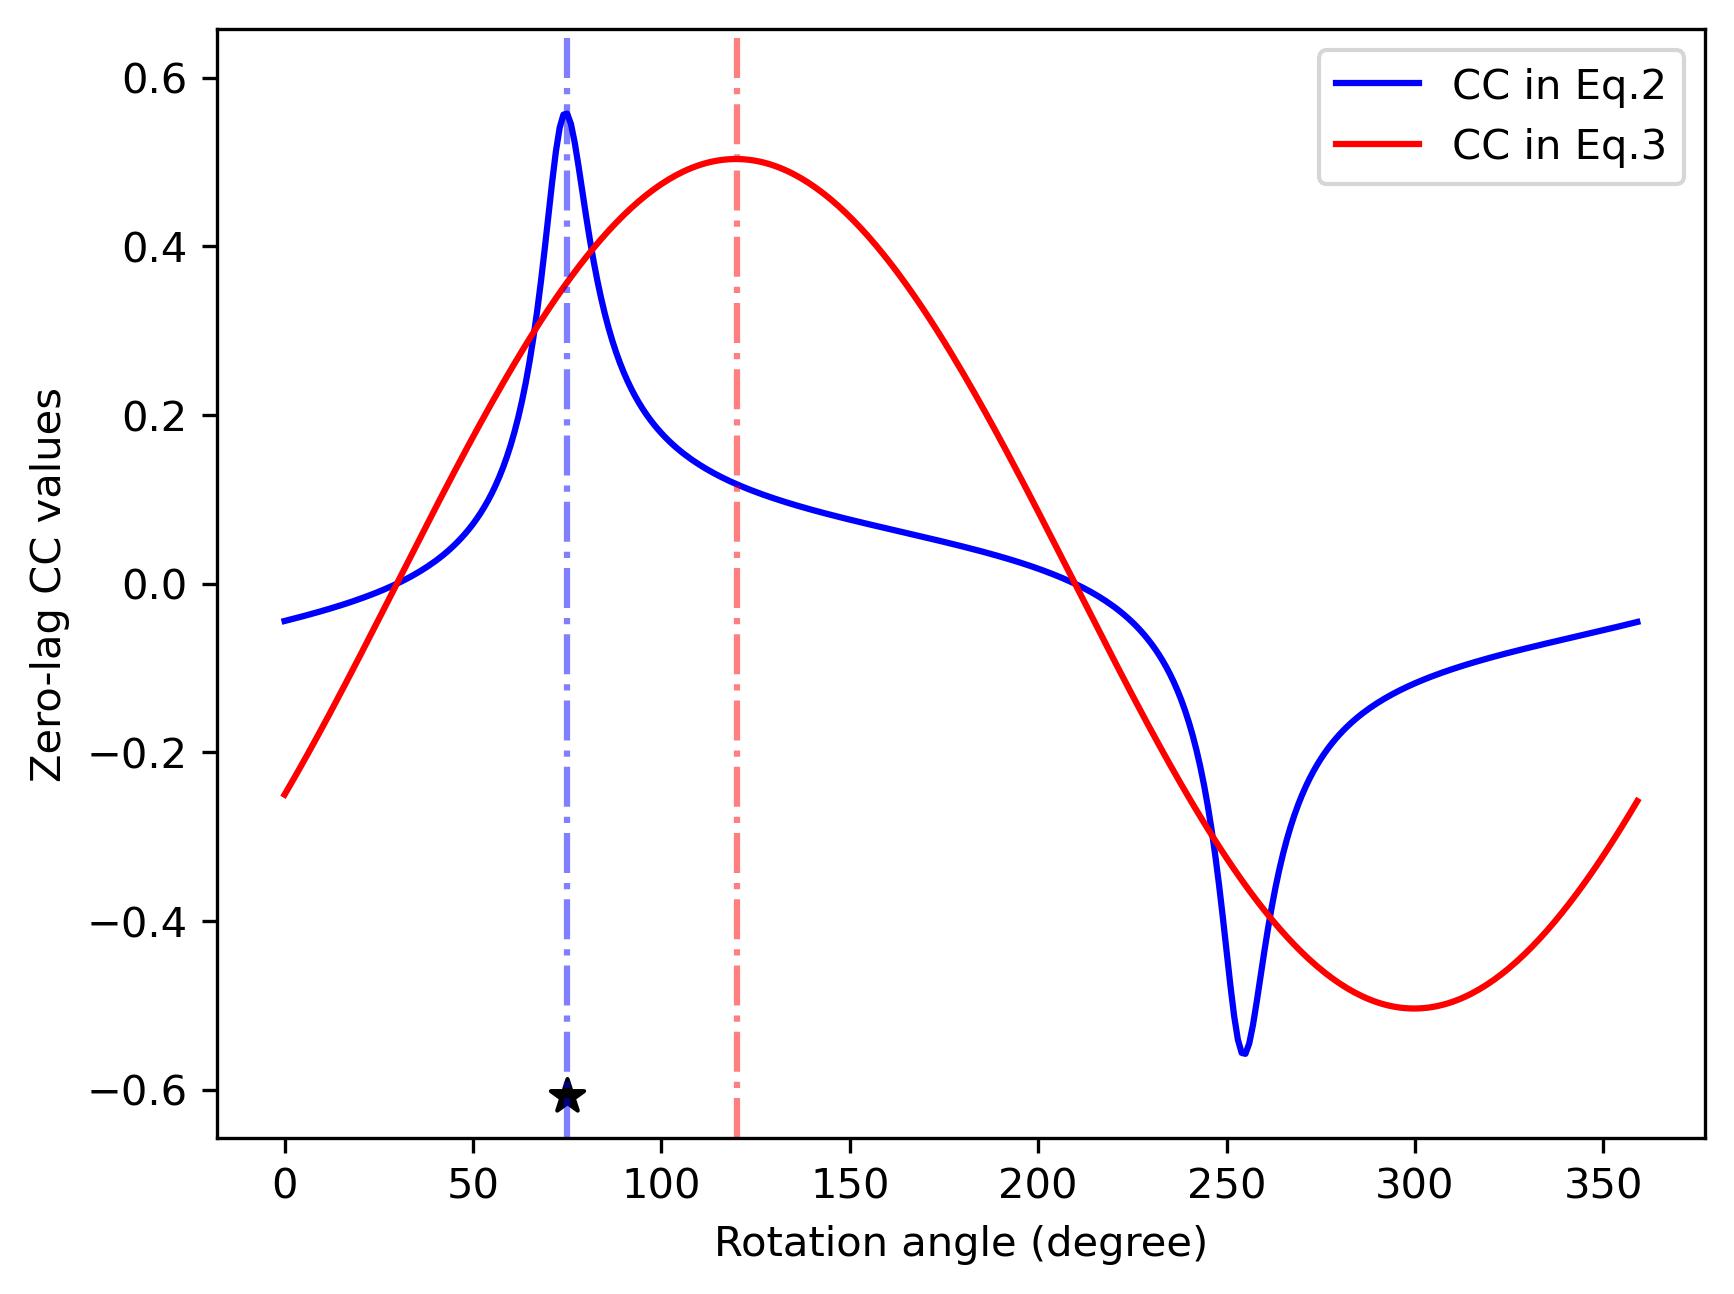 CC in Eq.2
CC in Eq.3
Zero-lag CC values
0.6
0.4
0.2
0.0
−0.2
−0.4
−0.6
0 50 100 150 200 250 300 350
Rotation angle (degree)